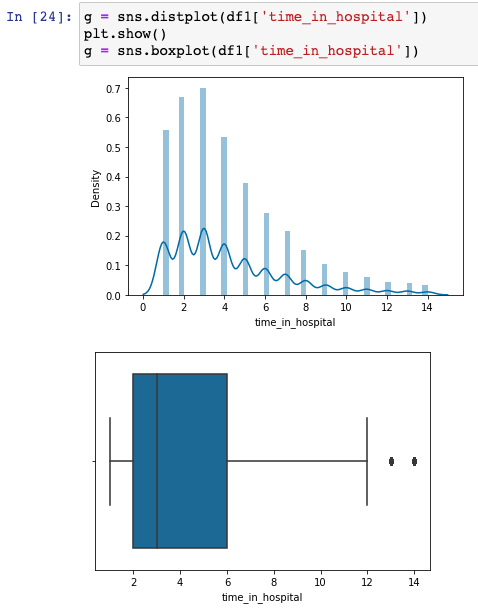 In [24]: g = sns.distplot(df1['time_in_hospital'])
plt.show()
g = sns.boxplot(df1['time_in_hospital'])
0.7
0.6
0.5
0.4
0.3
0.2
0.1
0.0
Density
0 2 4 6 8 10 12 14
time_in_hospital
2 4 6 8 10 12 14
time_in_hospital